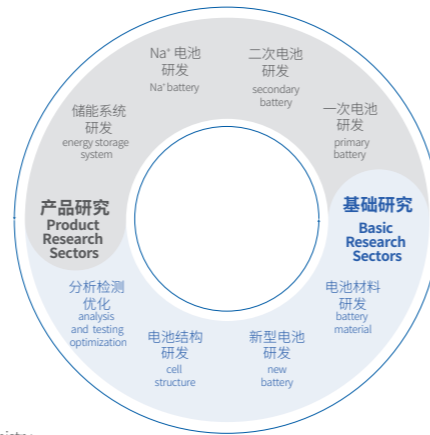 Na⁺ 电池
研发
Na⁺battery
二次电池
研发
secondary
battery
储能系统
研发
energy storage
system
一次电池
研发
primary
battery
产品研究
Product
Research
Sectors
基础研究
Basic
Research
Sectors
分析检测
优化
analysis
and testing
optimization
电池结构
研发
cell
structure
新型电池
研发
new
battery
电池材料
研发
battery
material